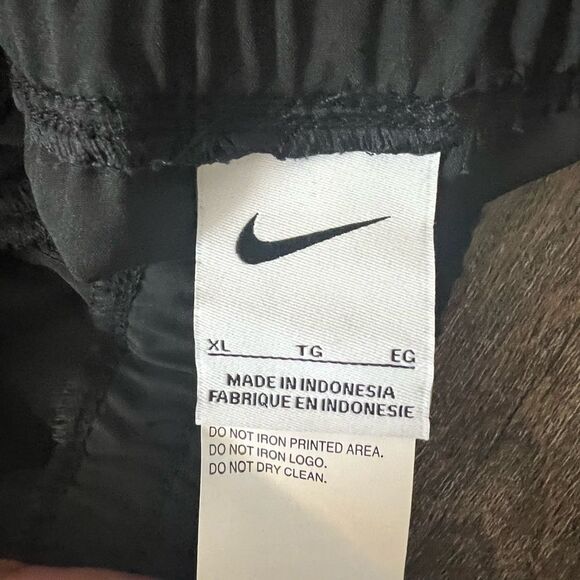 XL TG EG
MADE IN INDONESIA
FABRIQUE EN INDONESIE
DO NOT IRON PRINTED AREA.
DO NOT IRON LOGO.
DO NOT DRY CLEAN.